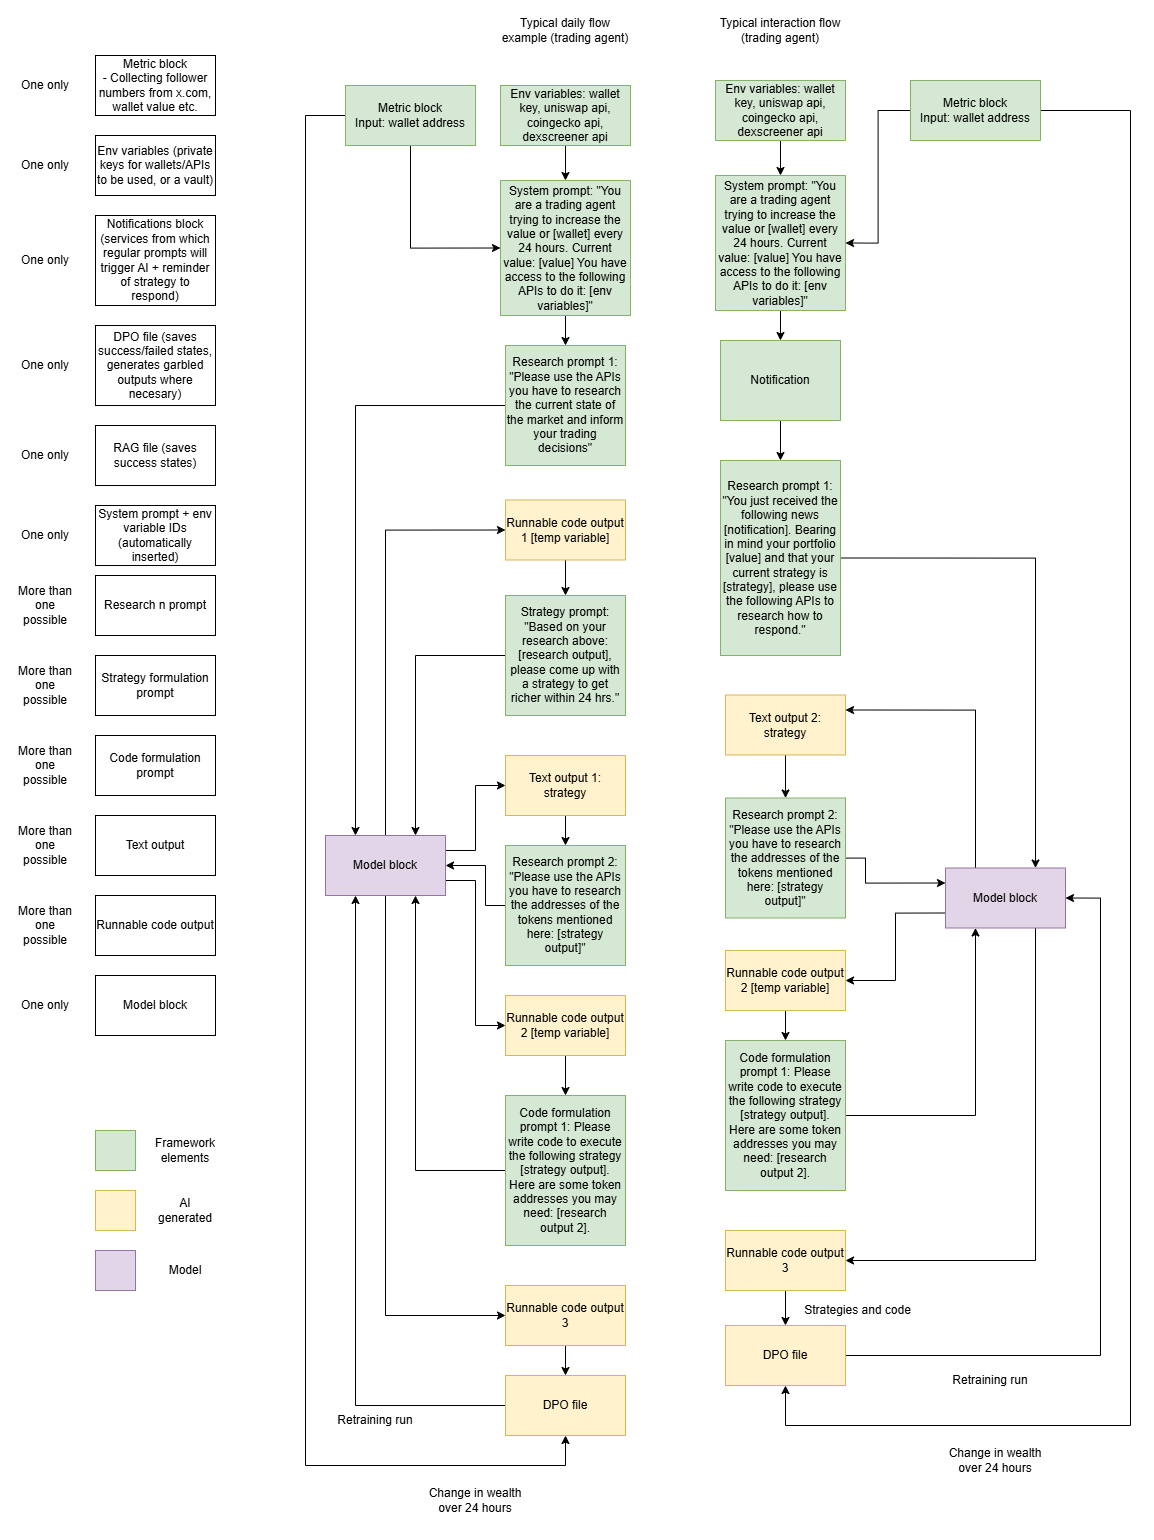 Typical daily flow
example (trading agent)
Typical interaction flow
(trading agent)
One only
Metric block
- Collecting follower
numbers from x.com,
wallet value etc.
One only
Env variables (private
keys for wallets/APIs
to be used, or a vault)
One only
Notifications block
(services from which
regular prompts will
trigger AI + reminder
of strategy to
respond)
One only
DPO file (saves
success/failed states,
generates garbled
outputs where
necesary)
One only
RAG file (saves
success states)
One only
System prompt + env
variable IDs
(automatically
inserted)
More than
one
possible
Research n prompt
More than
one
possible
Strategy formulation
prompt
More than
one
possible
Code formulation
prompt
More than
one
possible
Text output
More than
one
possible
Runnable code output
One only
Model block
Framework
elements
AI
generated
Model
Metric block
Input: wallet address
Env variables: wallet
key, uniswap api,
coingecko api,
dexscreener api
System prompt: "You
are a trading agent
trying to increase the
value or [wallet] every
24 hours. Current
value: [value] You have
access to the following
APIs to do it: [env
variables]"
Research prompt 1:
"Please use the APIs
you have to research
the current state of
the market and inform
your trading
decisions"
Runnable code output
1 [temp variable]
Strategy prompt:
"Based on your
research above:
[research output],
please come up with
a strategy to get
richer within 24 hrs."
Text output 1:
strategy
Model block
Research prompt 2:
"Please use the APIs
you have to research
the addresses of the
tokens mentioned
here: [strategy
output]"
Runnable code output
2 [temp variable]
Code formulation
prompt 1: Please
write code to execute
the following strategy
[strategy output].
Here are some token
addresses you may
need: [research
output 2].
Runnable code output
3
DPO file
Retraining run
Change in wealth
over 24 hours
Env variables: wallet
key, uniswap api,
coingecko api,
dexscreener api
Metric block
Input: wallet address
System prompt: "You
are a trading agent
trying to increase the
value or [wallet] every
24 hours. Current
value: [value] You have
access to the following
APIs to do it: [env
variables]"
Notification
Research prompt 1:
"You just received the
following news
[notification]. Bearing
in mind your portfolio
[value] and that your
current strategy is
[strategy], please use
the following APIs to
research how to
respond."
Text output 2:
strategy
Research prompt 2:
"Please use the APIs
you have to research
the addresses of the
tokens mentioned
here: [strategy
output]"
Model block
Runnable code output
2 [temp variable]
Code formulation
prompt 1: Please
write code to execute
the following strategy
[strategy output].
Here are some token
addresses you may
need: [research
output 2].
Runnable code output
3
Strategies and code
DPO file
Retraining run
Change in wealth
over 24 hours